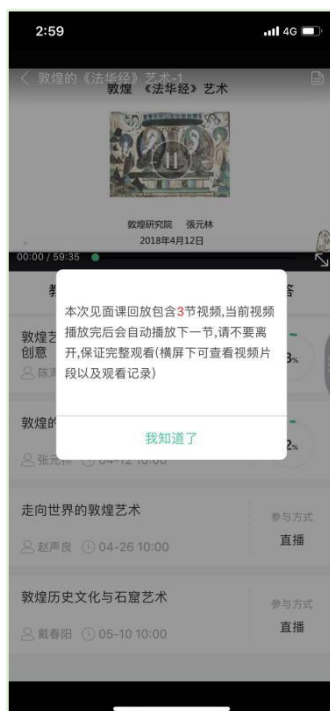 2:59
4G
敦煌的《法华经》艺术-1
敦煌 《法华经》艺术
敦煌研究院 張元林
2018年4月12日
00:00 / 59:35
本次见面课回放包含3节视频,当前视频
播放完后会自动播放下一节,请不要离
开,保证完整观看(横屏下可查看视频片
段以及观看记录)
我知道了
敦煌艺
创意
敦煌的
张元林 04-12 10:00
走向世界的敦煌艺术
参与方式
赵声良 04-26 10:00
直播
敦煌历史文化与石窟艺术
参与方式
戴春阳 05-10 10:00
直播